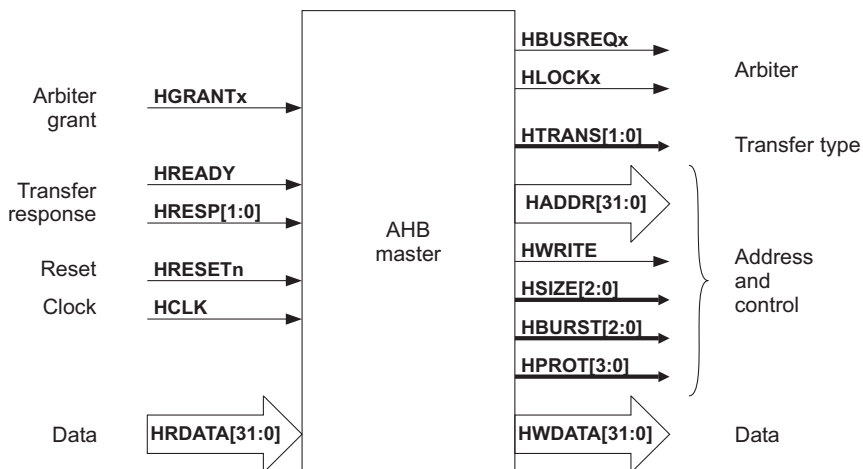 Arbiter
grant
HGRANTx
Transfer
response
HREADY
HRESP[1:0]
Reset
HRESETn
Clock
HCLK
Data
HRDATA[31:0]
AHB
master
HBUSREQx
HLOCKx
Arbiter
HTRANS[1:0]
Transfer type
HADDR[31:0]
HWRITE
HSIZE[2:0]
HBURST[2:0]
HPROT[3:0]
Address
and
control
HWDATA[31:0]
Data